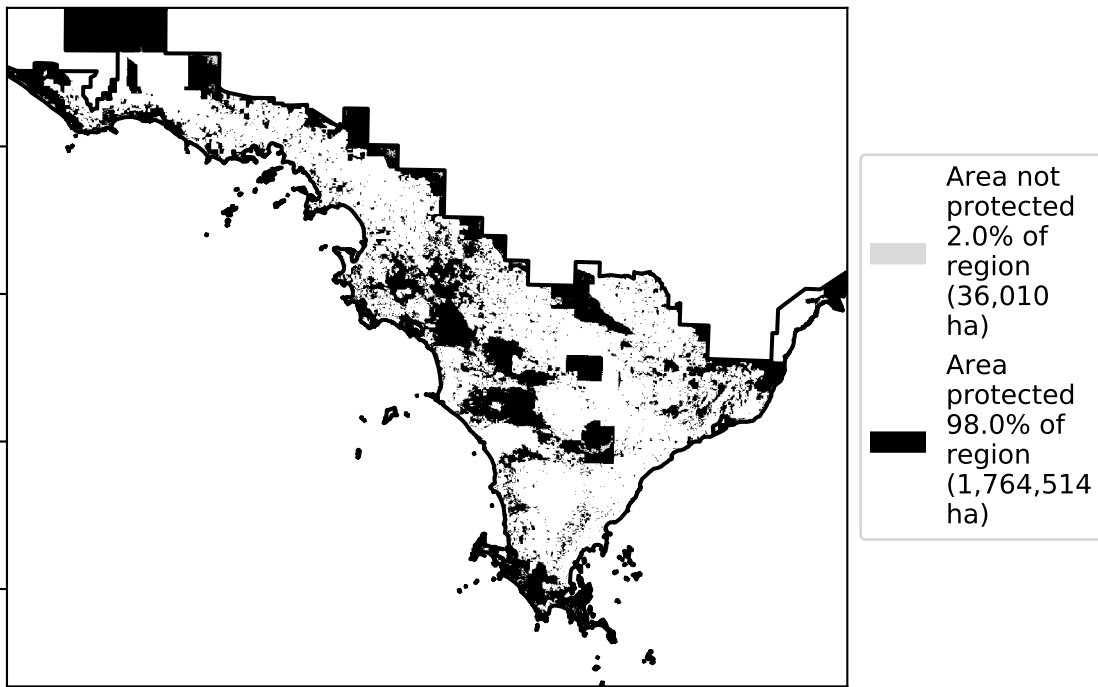 Area not
protected
2.0% of
region
(36,010
ha)
Area
protected
98.0% of
region
(1,764,514
ha)